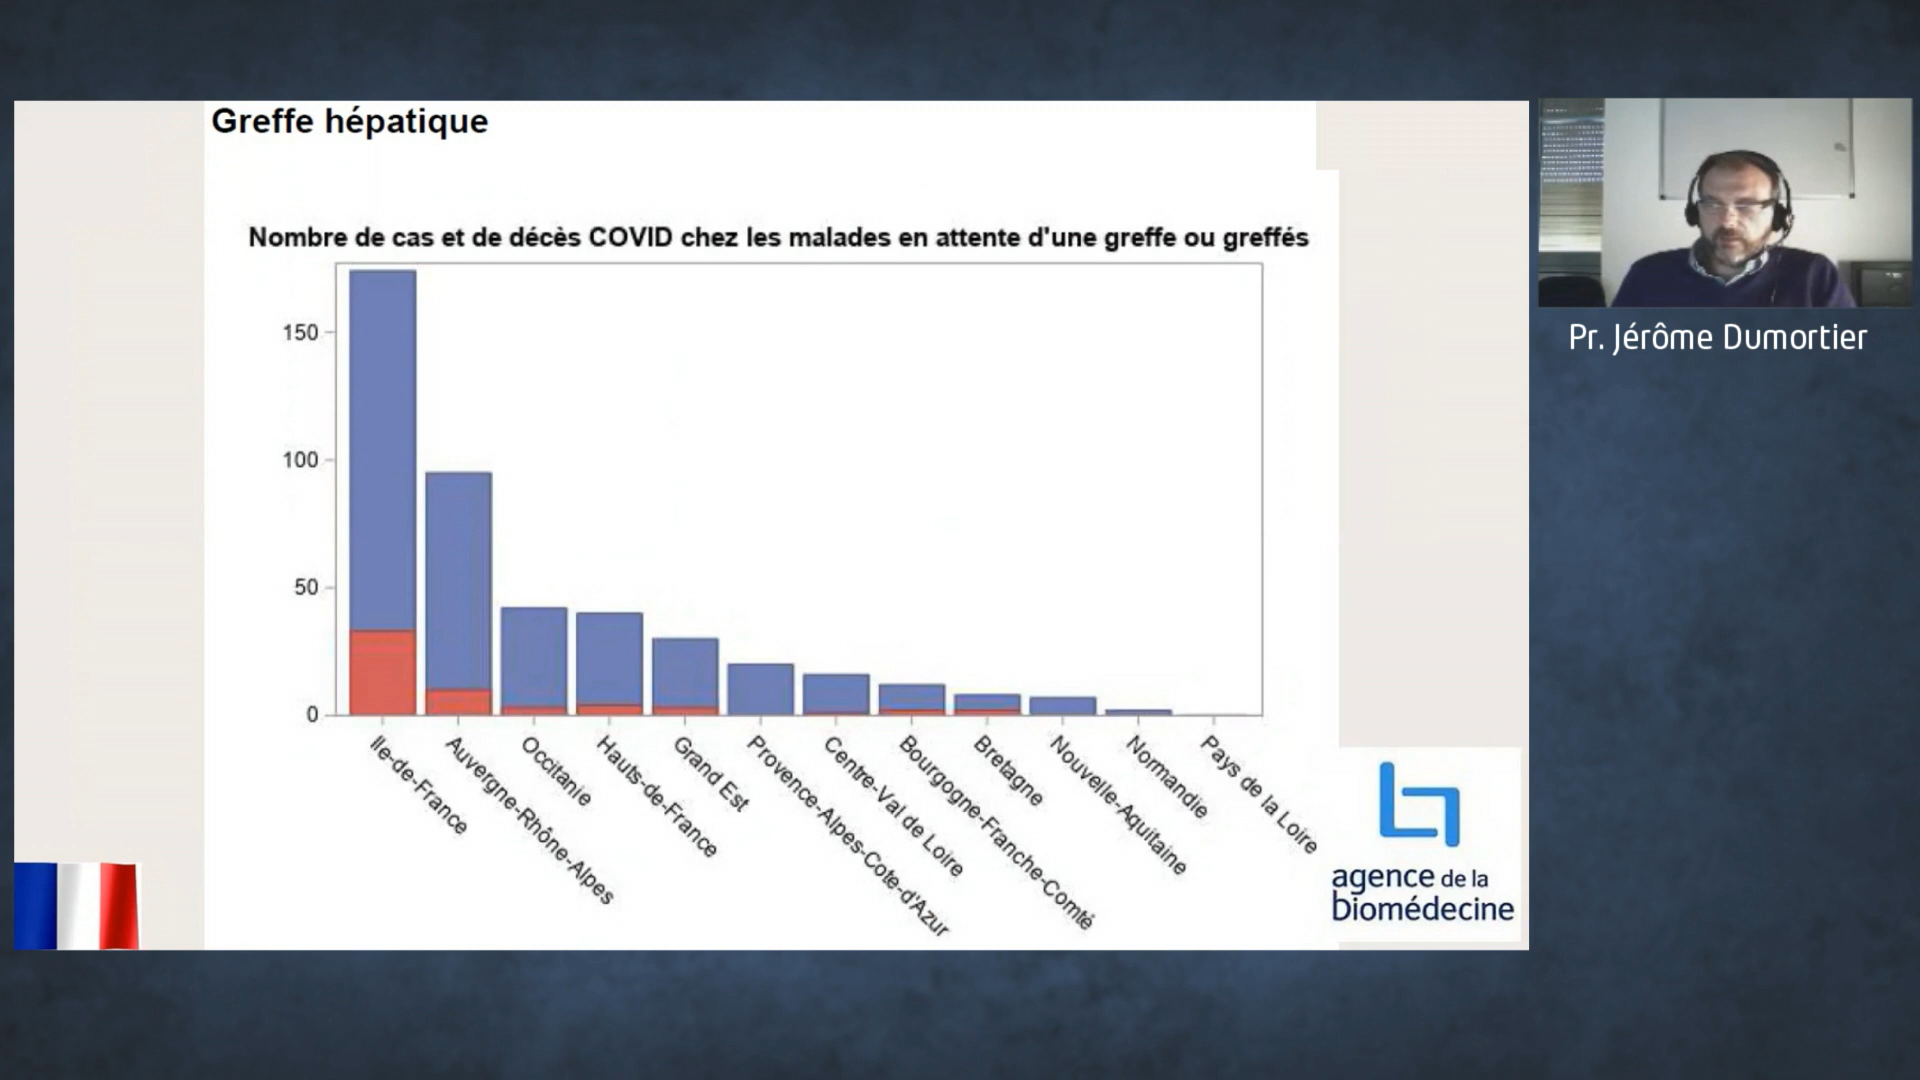 Greffe hépatique
Nombre de cas et de décès COVID chez les malades en attente d'une greffe ou greffés
150
100
50
0
Ile-de-France
Auvergne-Rhône-Alpes
Occitanie
Hauts-de-France
Grand Est
Provence-Alpes-Cote-d'Azur
Centre-Val de Loire
Bourgogne-Franche-Comté
Bretagne
Nouvelle-Aquitaine
Normandie
Pays de la Loire
agence de la
biomédecine
Pr. Jérôme Dumortier